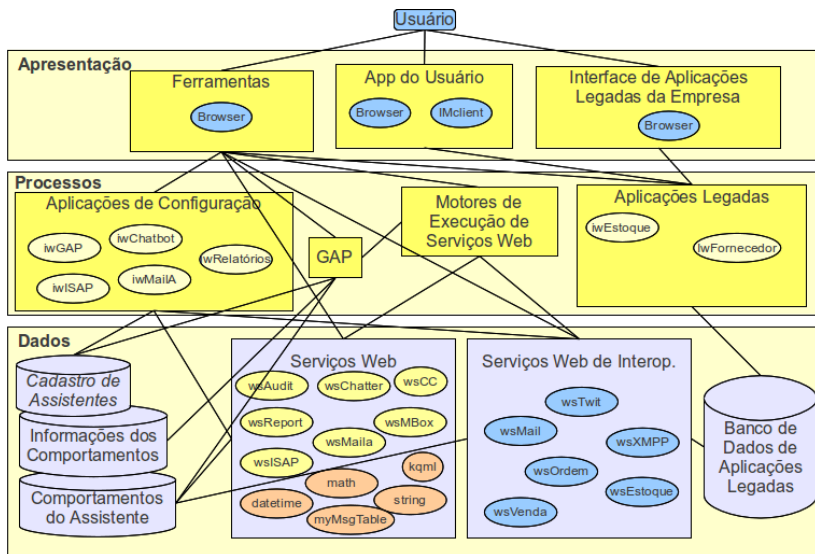 Usuário
Apresentação
Ferramentas
Browser
App do Usuário
Browser
IMclient
Interface de Aplicações
Legadas da Empresa
Browser
Processos
Aplicações de Configuração
iwGAP
iwChatbot
iwISAP
iwMailA
wRelatórios
GAP
Motores de
Execução de
Serviços Web
Aplicações Legadas
iwEstoque
IwFornecedor
Dados
Cadastro de
Assistentes
Informações dos
Comportamentos
Comportamentos
do Assistente
Serviços Web
wsAudit
wsChatter
wsCC
wsReport
wsMBox
wsMaila
wsISAP
kqml
math
datetime
string
myMsgTable
Serviços Web de Interop.
wsTwit
wsMail
wsXMPP
wsOrdem
wsEstoque
wsVenda
Banco de
Dados de
Aplicações
Legadas